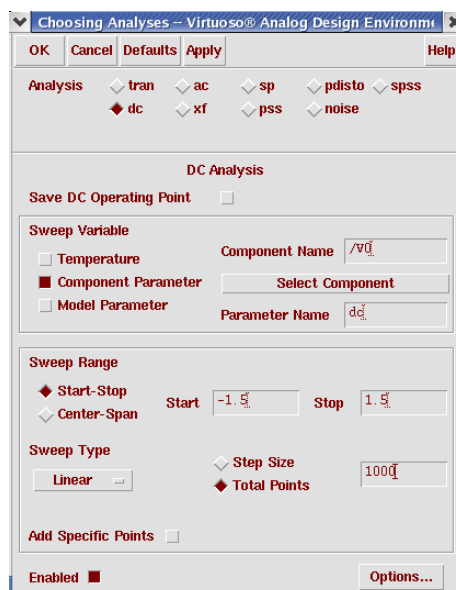 Choosing Analyses -- Virtuoso® Analog Design Environme
OK Cancel Defaults Apply Help
Analysis tran ac sp pdisto spss
dc xf pss noise
DC Analysis
Save DC Operating Point
Sweep Variable
Temperature
Component Parameter
Model Parameter
Component Name /V0
Select Component
Parameter Name dc
Sweep Range
Start-Stop
Center-Span
Start -1.5 Stop 1.5
Sweep Type
Linear
Step Size
Total Points
1000
Add Specific Points
Enabled Options...